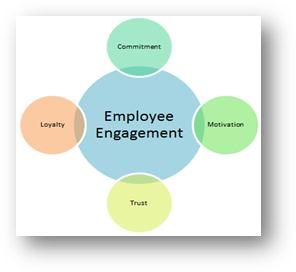 Commitment
Employee
Engagement
Loyalty
Motivation
Trust